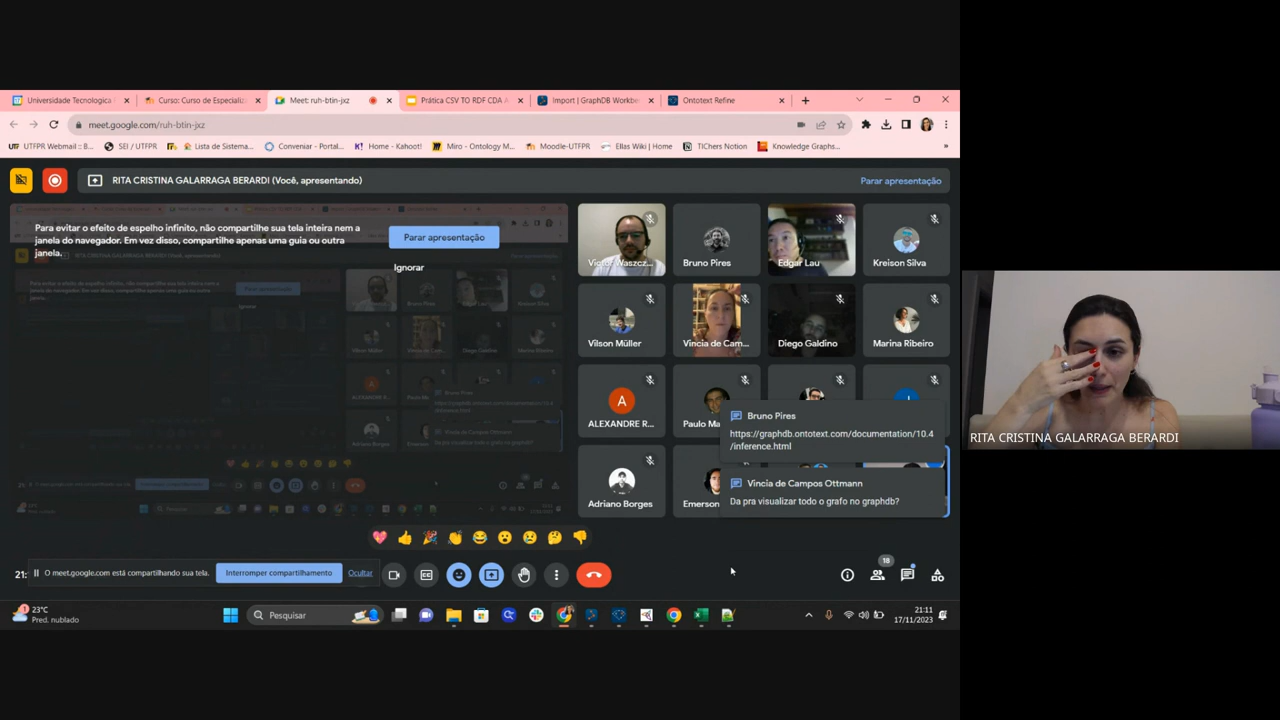 Universidade Tecnologica
Curso: Curso de Especializ
Meet: ruh-btin-jxz
Prática CSV TO RDF CDA A
Import | GraphDB Workbe
Ontotext Refine
meet.google.com/ruh-btin-jxz
UTFPR Webmail :: B...
SEI / UTFPR
Lista de Sistema...
Conveniar - Portal...
Home - Kahoot!
Miro - Ontology M...
Moodle-UTFPR
Ellas Wiki | Home
TIChers Notion
Knowledge Graphs...
RITA CRISTINA GALARRAGA BERARDI (Você, apresentando)
Parar apresentação
Para evitar o efeito de espelho infinito, não compartilhe sua tela inteira nem a
janela do navegador. Em vez disso, compartilhe apenas uma guia ou outra
janela.
Parar apresentação
Ignorar
Victor Waszcz...
Bruno Pires
Edgar Lau
Kreison Silva
Vilson Müller
Vincia de Cam...
Diego Galdino
Marina Ribeiro
A
ALEXANDRE R...
Paulo Ma
Bruno Pires
https://graphdb.ontotext.com/documentation/10.4
/inference.html
Adriano Borges
Emerson
Vincia de Campos Ottmann
Da pra visualizar todo o grafo no graphdb?
RITA CRISTINA GALARRAGA BERARDI
21:
O meet.google.com está compartilhando sua tela.
Interromper compartilhamento
Ocultar
18
23°C
Pred. nublado
Pesquisar
21:11
17/11/2023